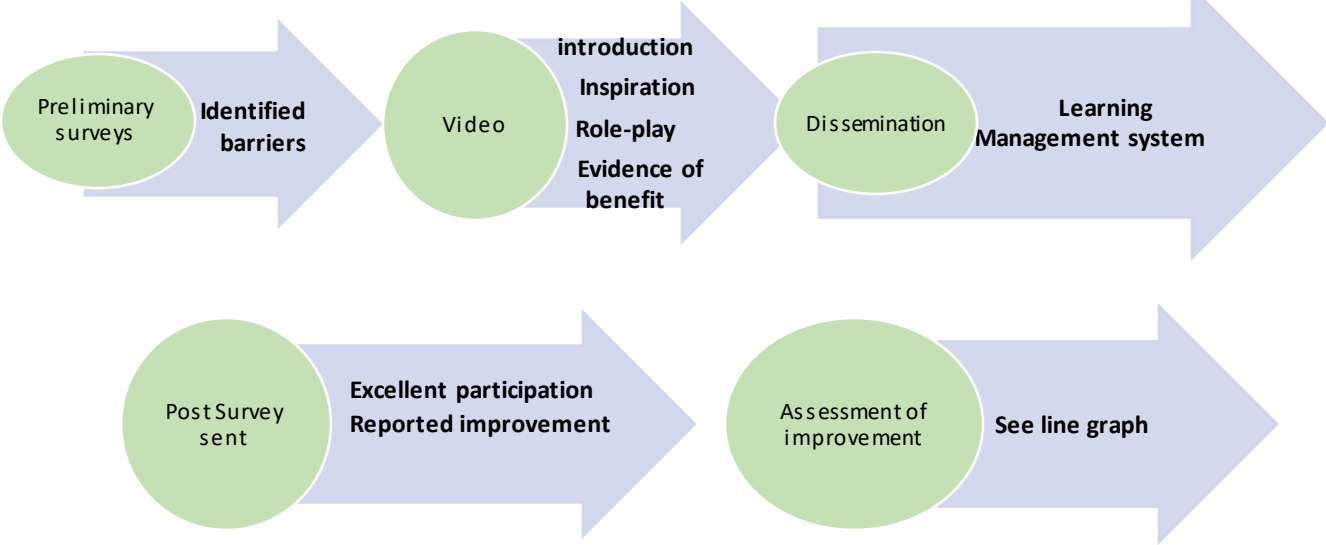 Preliminary
surveys
Identified
barriers
Video
introduction
Inspiration
Role-play
Evidence of
benefit
Dissemination
Learning
Management system
Post Survey
sent
Excellent participation
Reported improvement
Assessment of
improvement
See line graph